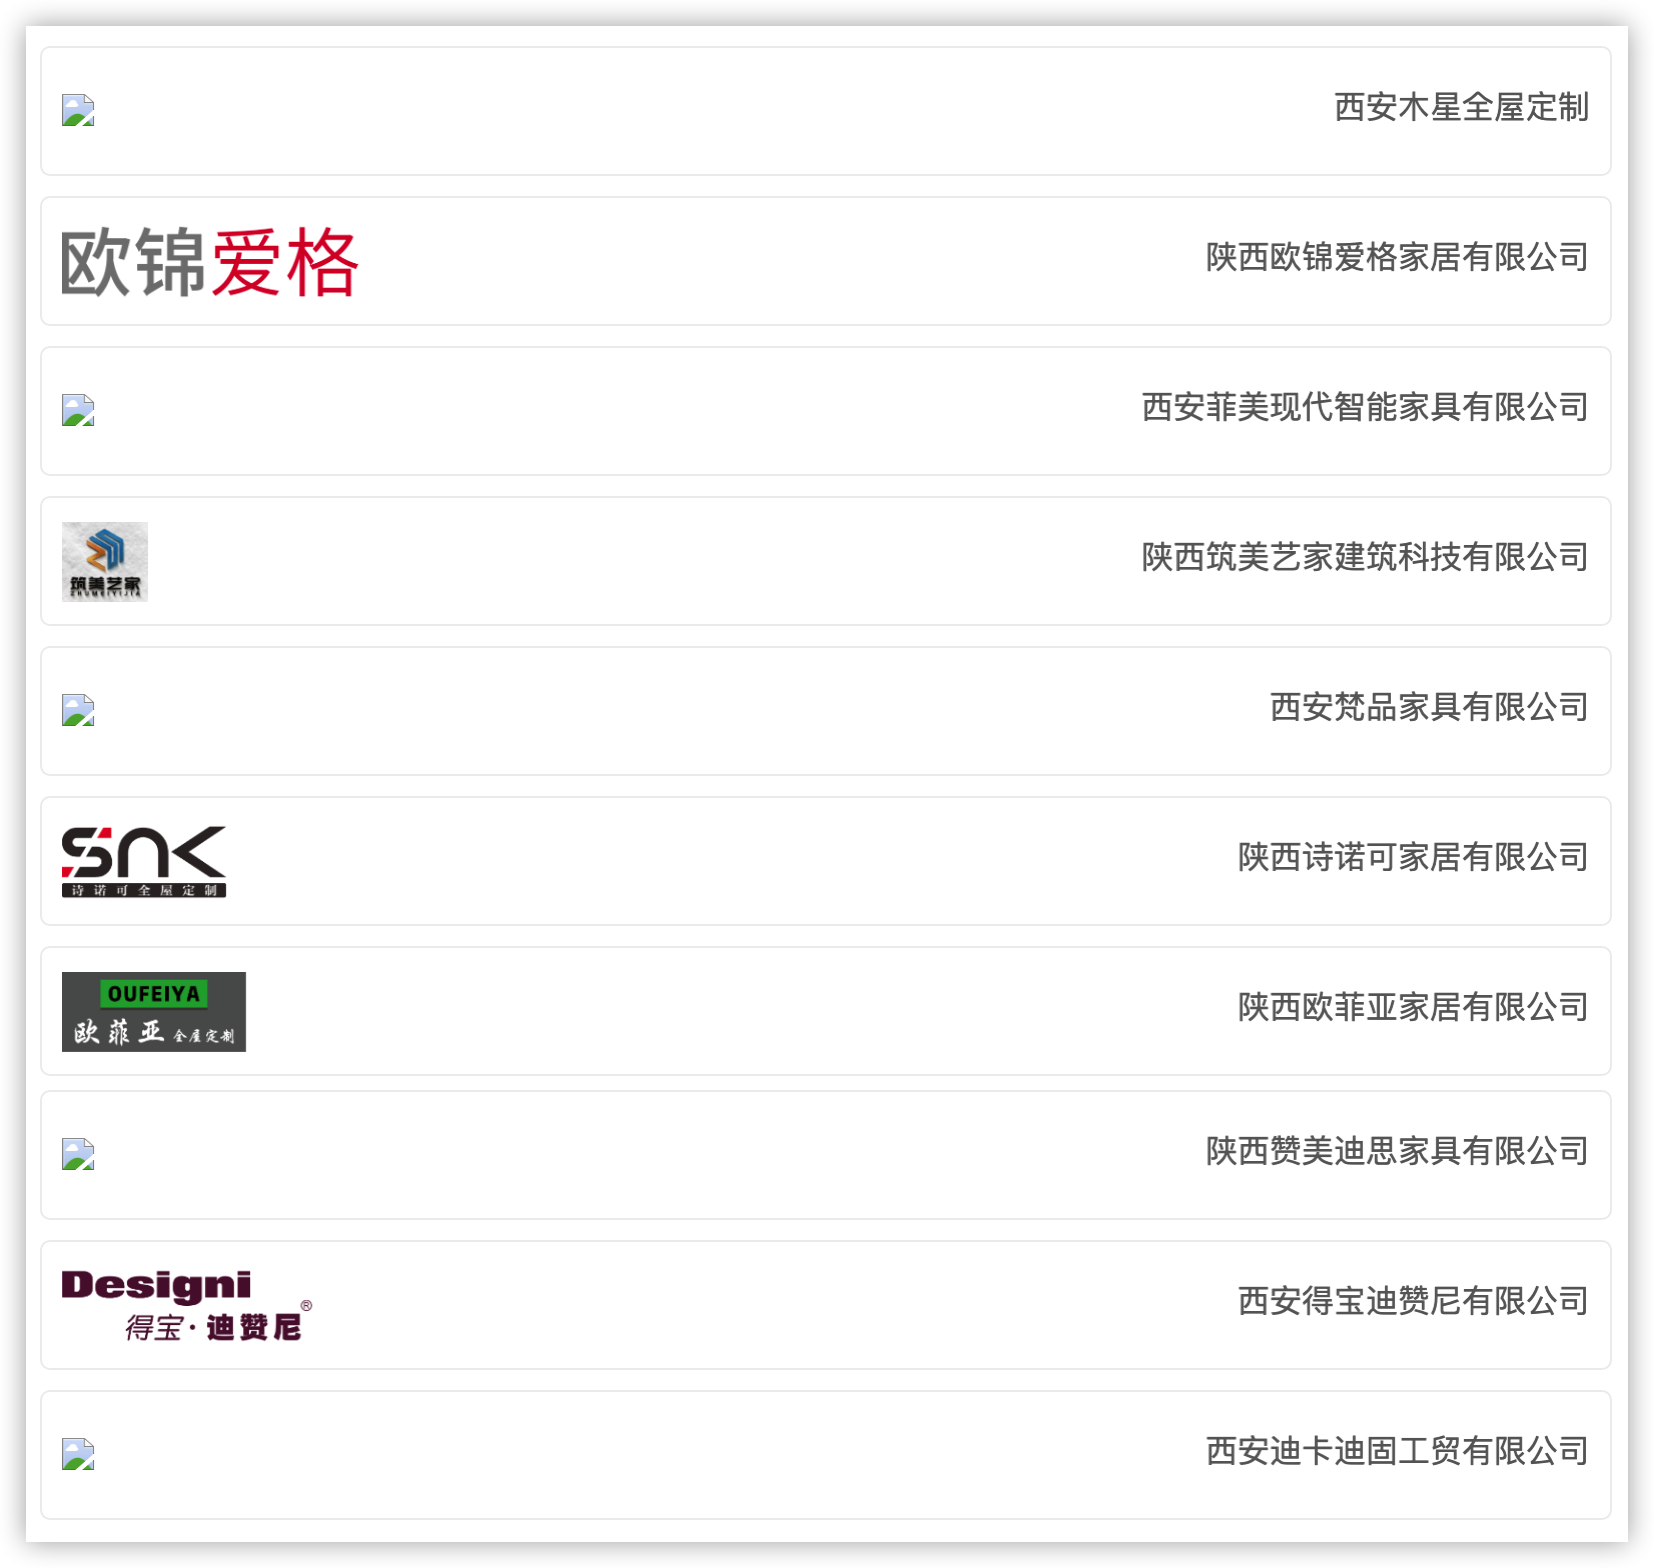 西安木星全屋定制
欧锦爱格
陕西欧锦爱格家居有限公司
西安菲美现代智能家具有限公司
筑美艺家
ZHUMEIYIJIA
陕西筑美艺家建筑科技有限公司
西安梵品家具有限公司
SNK
诗诺可全屋定制
陕西诗诺可家居有限公司
OUFEIYA
欧菲亚 全屋定制
陕西欧菲亚家居有限公司
陕西赞美迪思家具有限公司
Designi
得宝·迪赞尼®
西安得宝迪赞尼有限公司
西安迪卡迪固工贸有限公司